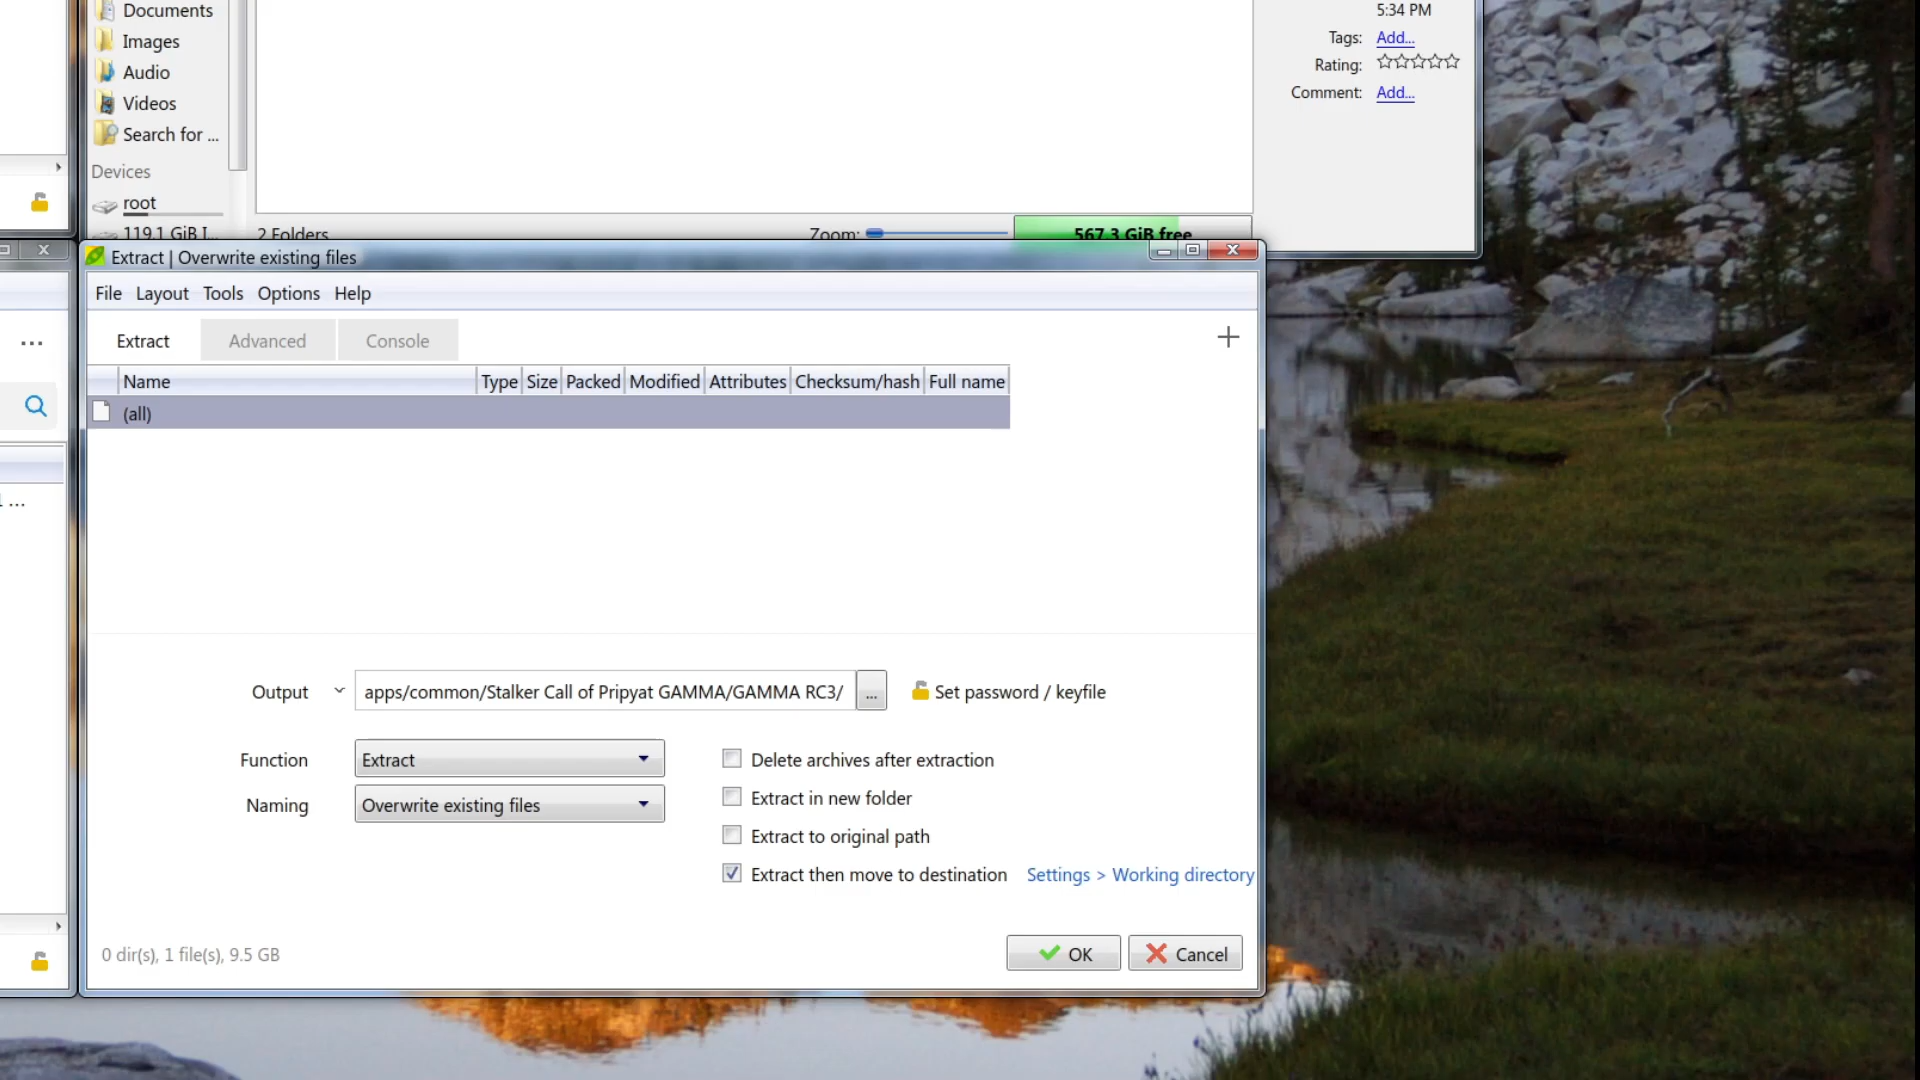 Documents
Images
Audio
Videos
Search for ...
Devices
root
119.1 GiB I...
2 Folders
Zoom:
567.3 GiB free
5:34 PM
Tags: Add...
Rating:
Comment: Add...
Extract | Overwrite existing files
File Layout Tools Options Help
Extract Advanced Console
Name Type Size Packed Modified Attributes Checksum/hash Full name
(all)
Output apps/common/Stalker Call of Pripyat GAMMA/GAMMA RC3/ ... Set password / keyfile
Function Extract
Naming Overwrite existing files
Delete archives after extraction
Extract in new folder
Extract to original path
Extract then move to destination Settings > Working directory
0 dir(s), 1 file(s), 9.5 GB
OK Cancel